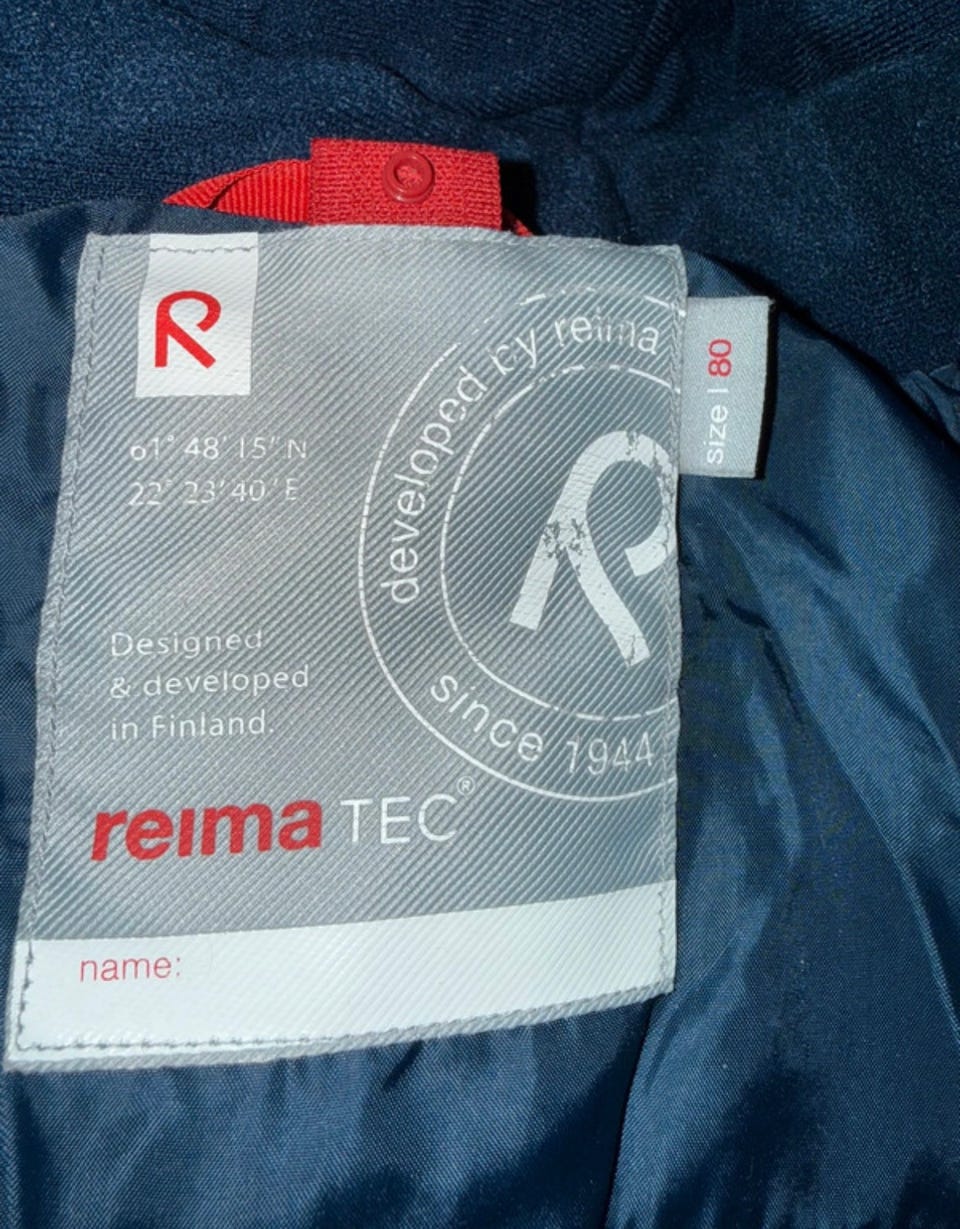 R
61° 48' 15" N
22° 23' 40" E
developed by reima
since 1944
R
size | 80
Designed
& developed
in Finland.
reima TEC®
name: